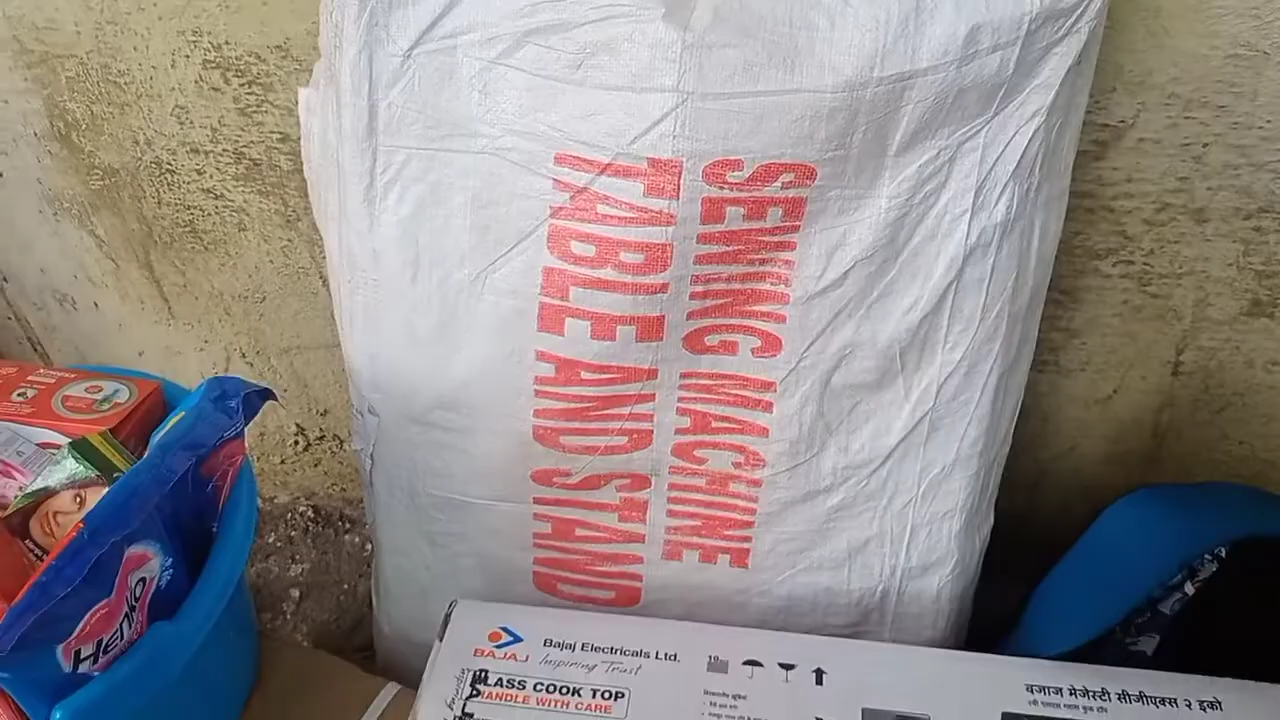 SEWING MACHINE
TABLE AND STAND
HENKO
BAJAJ
Bajaj Electricals Ltd.
Inspiring Trust
GLASS COOK TOP
HANDLE WITH CARE
बजाज मेजेस्टी सीजीएक्स २ इको